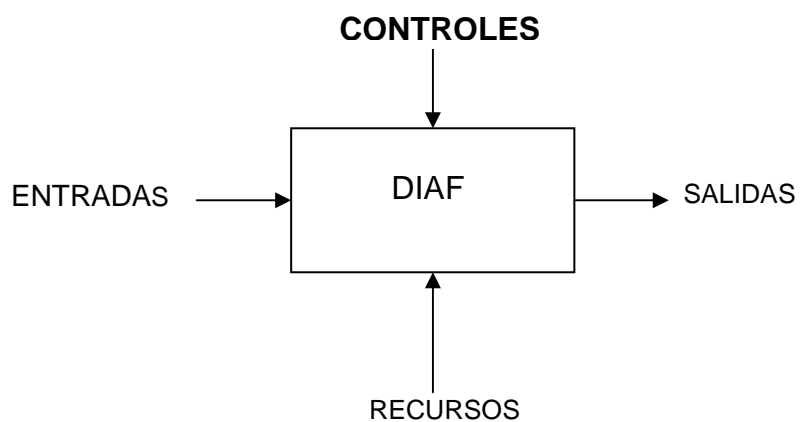 CONTROLES
DIAF
ENTRADAS
SALIDAS
RECURSOS